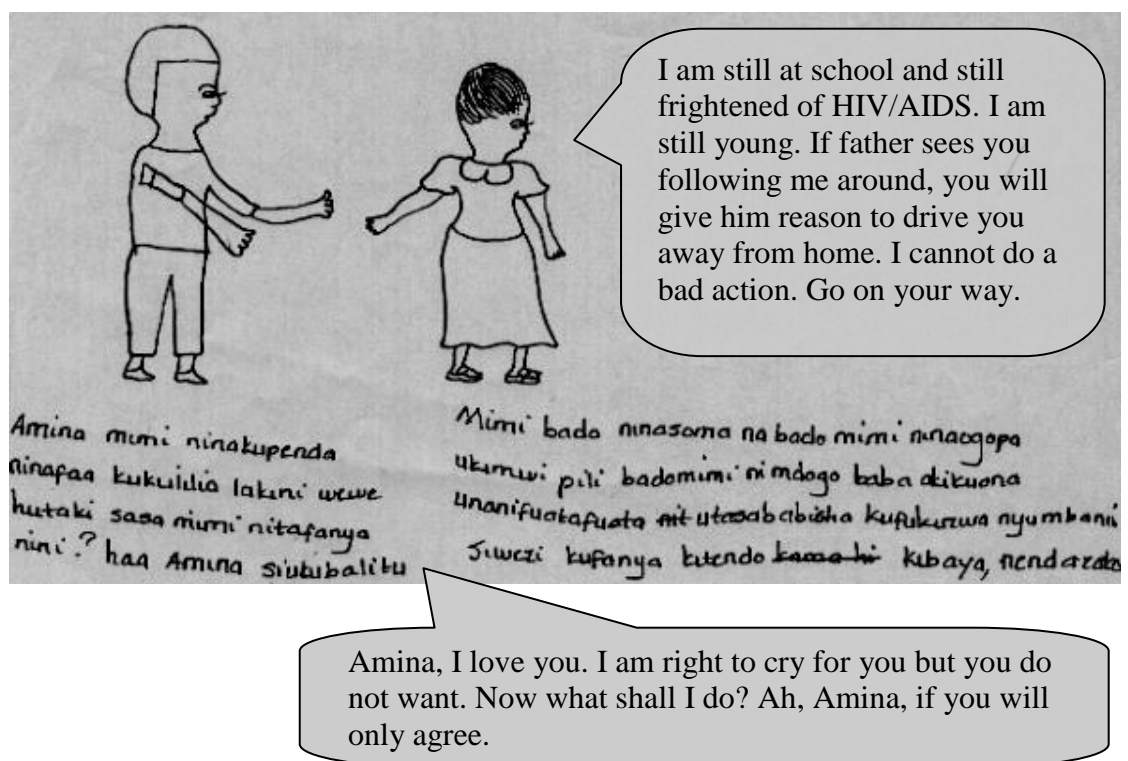 I am still at school and still
frightened of HIV/AIDS. I am
still young. If father sees you
following me around, you will
give him reason to drive you
away from home. I cannot do a
bad action. Go on your way.
Amina mimi ninakupenda
ninafaa kukulilia lakini wewe
hutaki sasa mimi nitafanya
nini? haa Amina
Mimi bado ninasoma na bado mimi ninaogopa
ukimwi pili badomimi ni mdogo baba akikuona
unanifuatafuata utasababisha kufukuzwa nyumbani
siwezi kufanya kitendo kibaya,
Amina, I love you. I am right to cry for you but you do
not want. Now what shall I do? Ah, Amina, if you will
only agree.